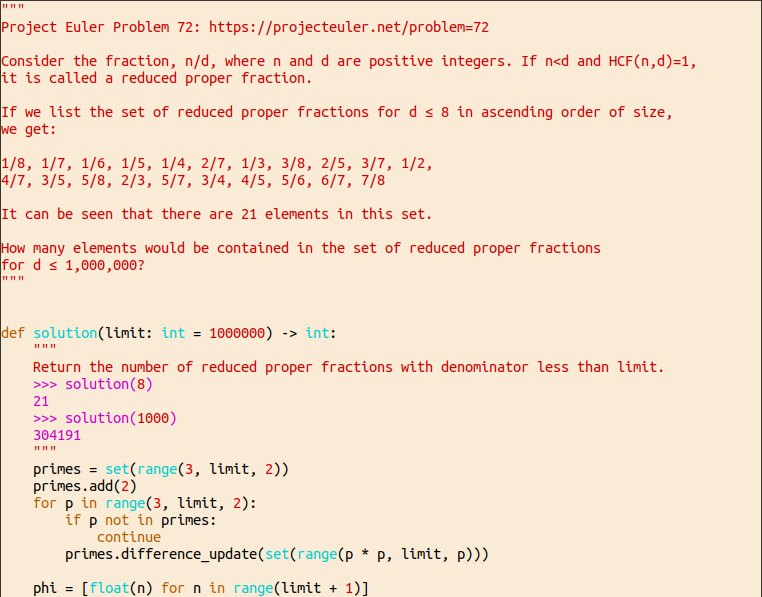 """
Project Euler Problem 72: https://projecteuler.net/problem=72

Consider the fraction, n/d, where n and d are positive integers. If n<d and HCF(n,d)=1,
it is called a reduced proper fraction.

If we list the set of reduced proper fractions for d ≤ 8 in ascending order of size,
we get:

1/8, 1/7, 1/6, 1/5, 1/4, 2/7, 1/3, 3/8, 2/5, 3/7, 1/2,
4/7, 3/5, 5/8, 2/3, 5/7, 3/4, 4/5, 5/6, 6/7, 7/8

It can be seen that there are 21 elements in this set.

How many elements would be contained in the set of reduced proper fractions
for d ≤ 1,000,000?
"""


def solution(limit: int = 1000000) -> int:
    """
    Return the number of reduced proper fractions with denominator less than limit.
    >>> solution(8)
    21
    >>> solution(1000)
    304191
    """
    primes = set(range(3, limit, 2))
    primes.add(2)
    for p in range(3, limit, 2):
        if p not in primes:
            continue
        primes.difference_update(set(range(p * p, limit, p)))

    phi = [float(n) for n in range(limit + 1)]